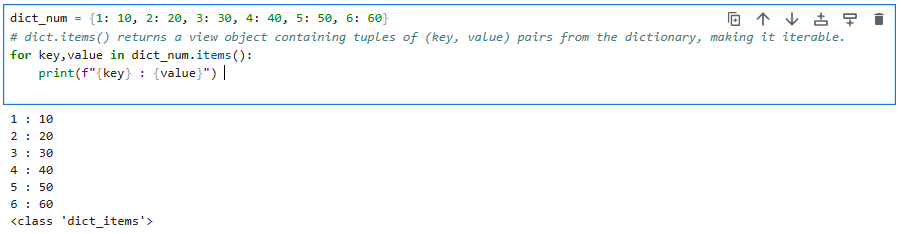 dict_num = {1: 10, 2: 20, 3: 30, 4: 40, 5: 50, 6: 60}
# dict.items() returns a view object containing tuples of (key, value) pairs from the dictionary, making it iterable.
for key,value in dict_num.items():
    print(f"{key} : {value}")
1 : 10
2 : 20
3 : 30
4 : 40
5 : 50
6 : 60
<class 'dict_items'>